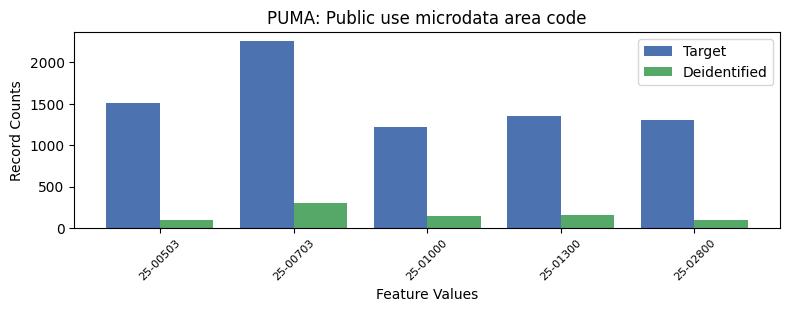 PUMA: Public use microdata area code
Target
Deidentified
Record Counts
2000
1500
1000
500
0
25-00503
25-00703
25-01000
25-01300
25-02800
Feature Values